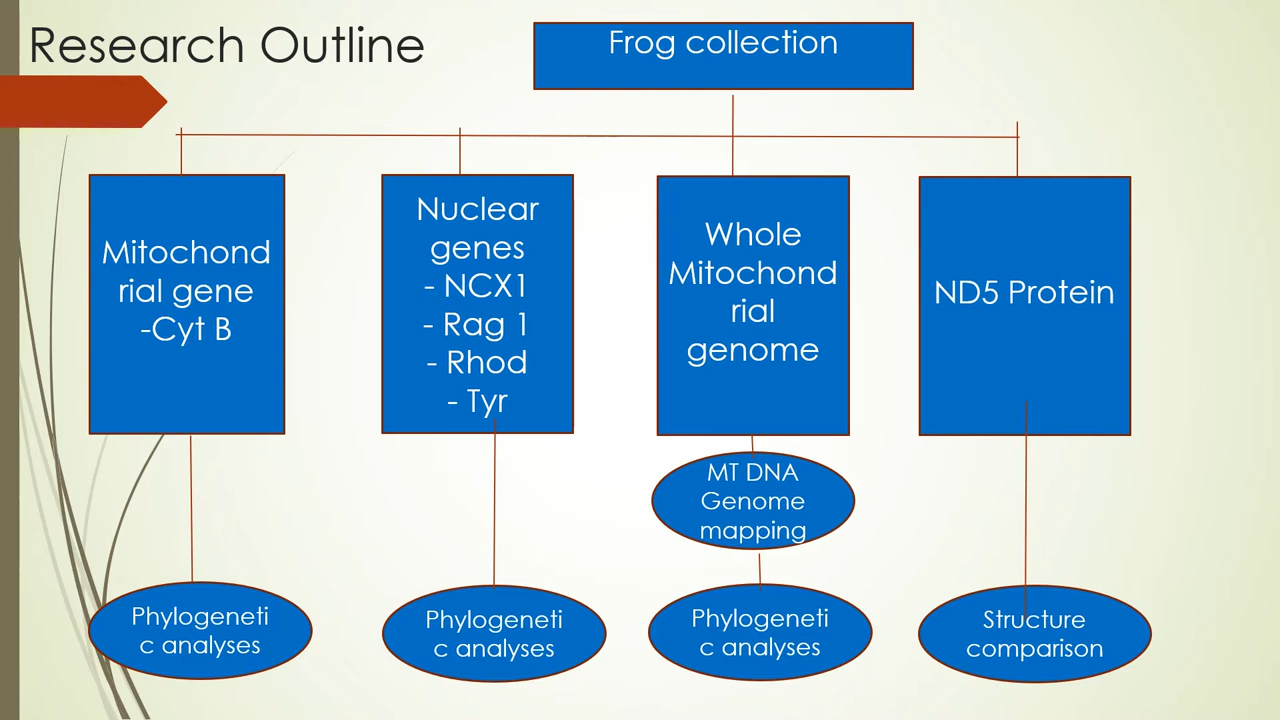 Research Outline
Frog collection
Mitochond
rial gene
-Cyt B
Nuclear
genes
- NCX1
- Rag 1
- Rhod
- Tyr
Whole
Mitochond
rial
genome
ND5 Protein
MT DNA
Genome
mapping
Phylogeneti
c analyses
Phylogeneti
c analyses
Phylogeneti
c analyses
Structure
comparison